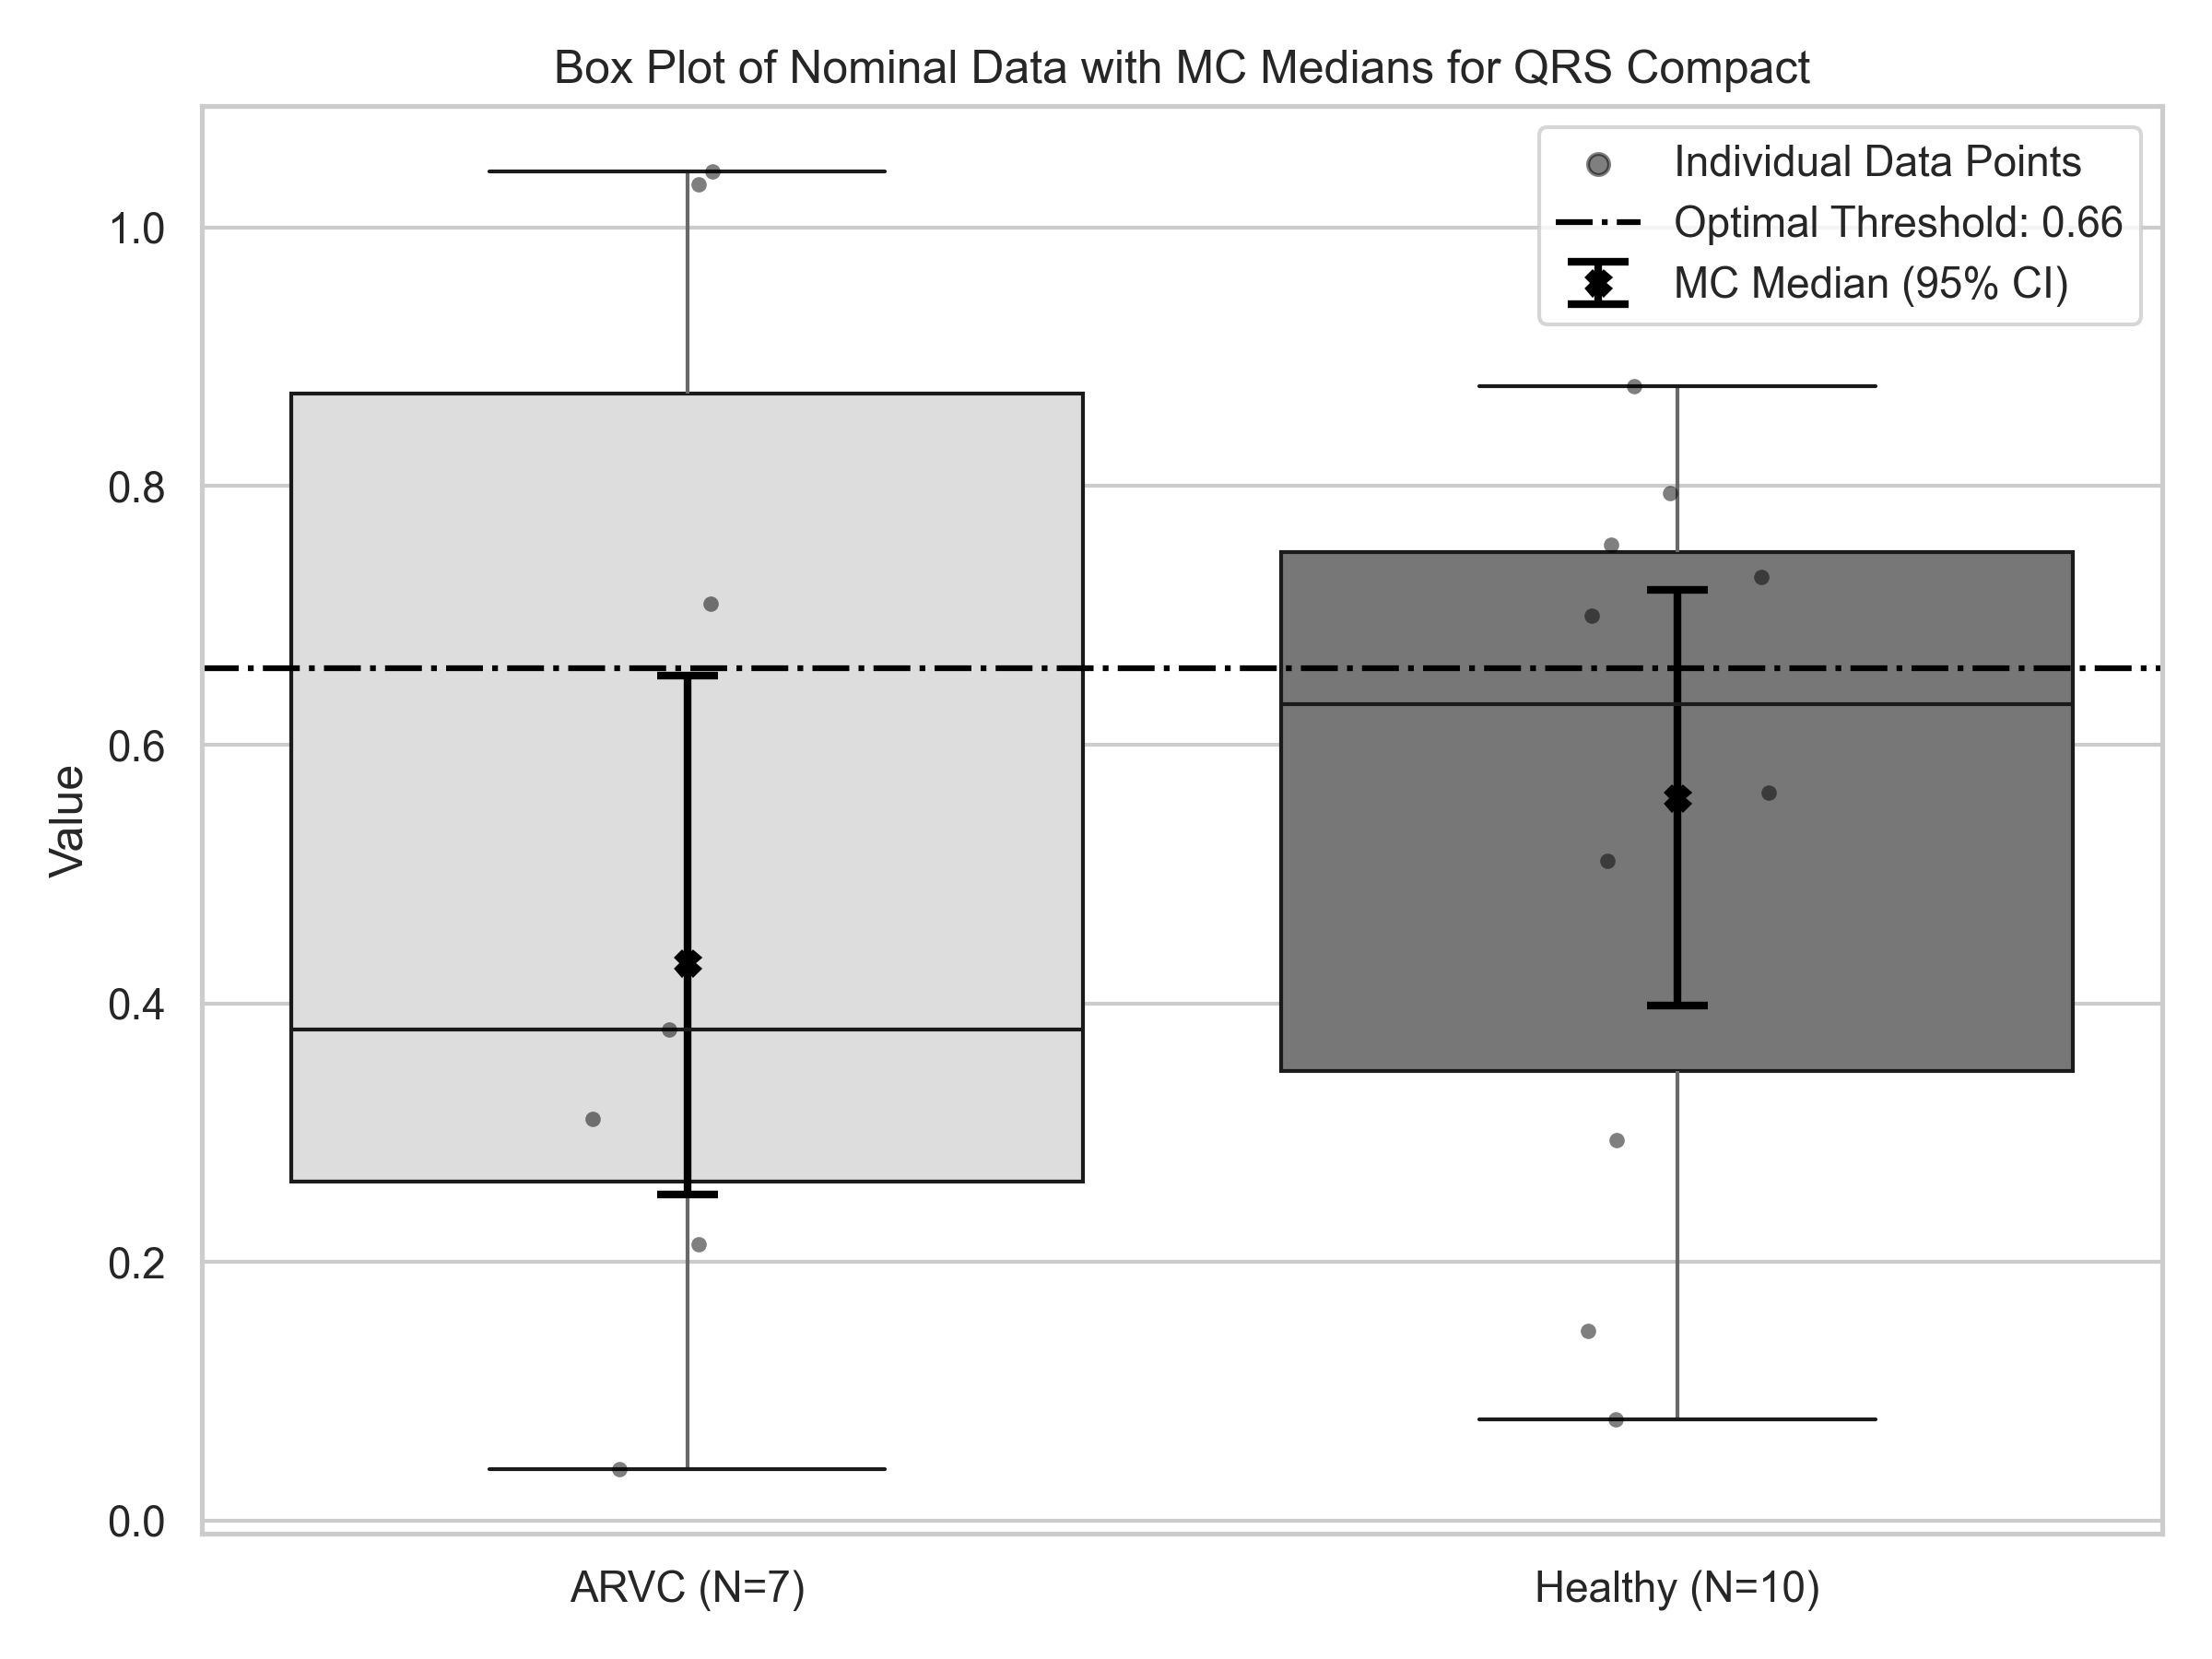 Box Plot of Nominal Data with MC Medians for QRS Compact
Individual Data Points
Optimal Threshold: 0.66
MC Median (95% CI)
1.0
0.8
0.6
0.4
0.2
0.0
Value
ARVC (N=7)
Healthy (N=10)